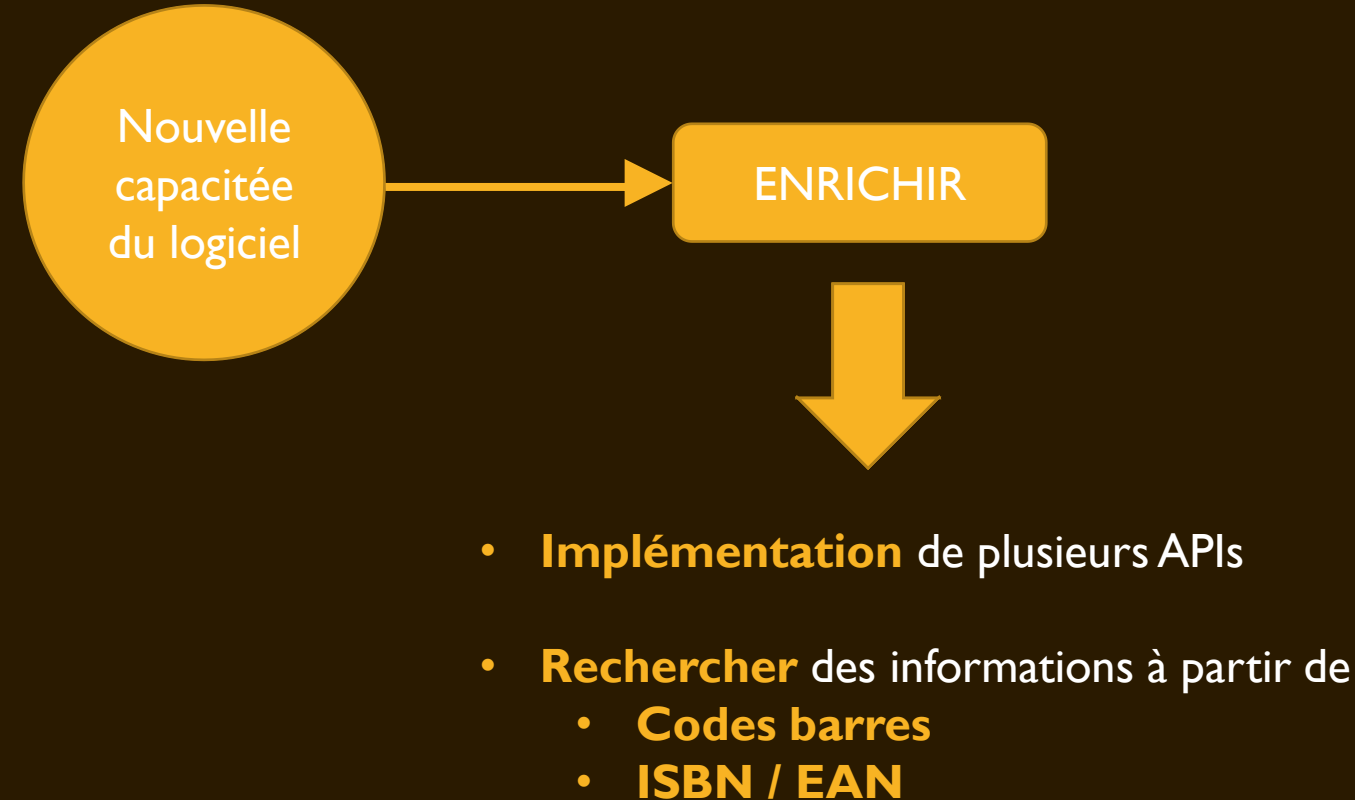 Nouvelle
capacitée
du logiciel
ENRICHIR
• Implémentation de plusieurs APIs
• Rechercher des informations à partir de
• Codes barres
• ISBN / EAN